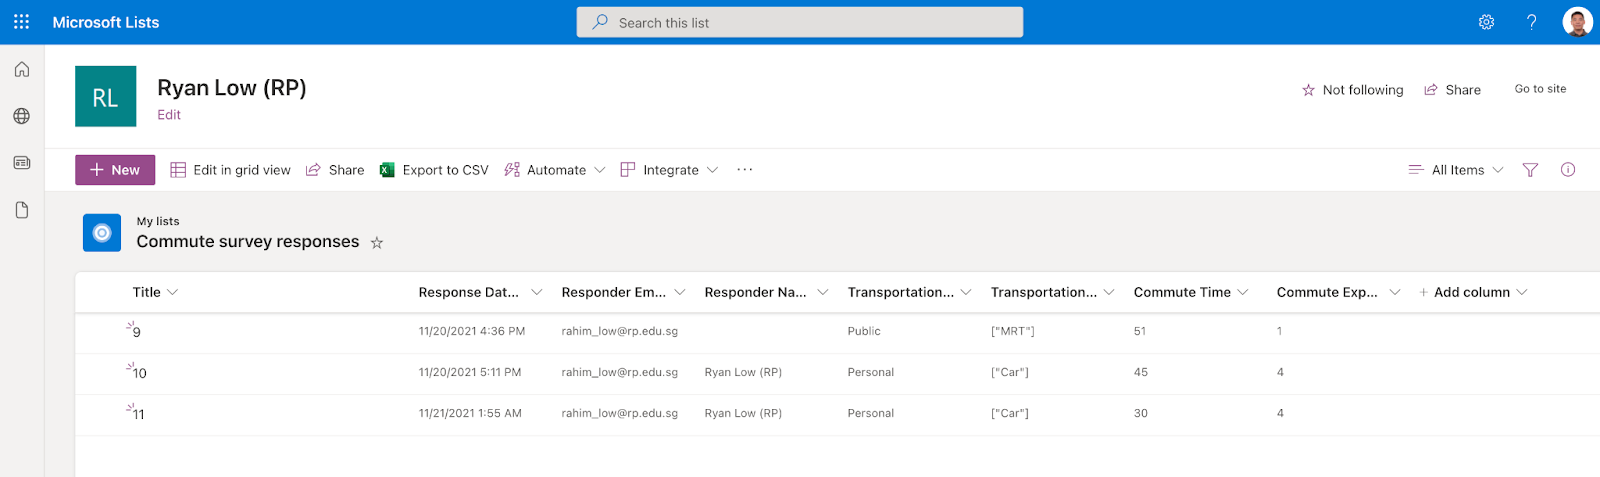 Microsoft Lists
Search this list
?
RL
Ryan Low (RP)
Edit
Not following
Share
Go to site
+ New
Edit in grid view
Share
Export to CSV
Automate
Integrate
···
All Items
My lists
Commute survey responses
Title Response Dat... Responder Em... Responder Na... Transportation... Transportation... Commute Time Commute Exp... + Add column
9 11/20/2021 4:36 PM rahim_low@rp.edu.sg Public ["MRT"] 51 1
10 11/20/2021 5:11 PM rahim_low@rp.edu.sg Ryan Low (RP) Personal ["Car"] 45 4
11 11/21/2021 1:55 AM rahim_low@rp.edu.sg Ryan Low (RP) Personal ["Car"] 30 4